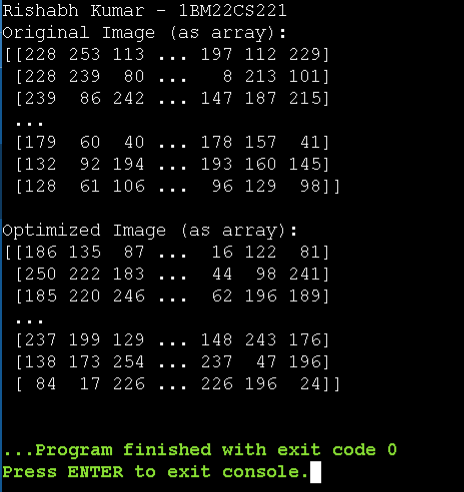 Rishabh Kumar - 1BM22CS221
Original Image (as array):
[[228 253 113 ... 197 112 229]
 [228 239  80 ...   8 213 101]
 [239  86 242 ... 147 187 215]
 ...
 [179  60  40 ... 178 157  41]
 [132  92 194 ... 193 160 145]
 [128  61 106 ...  96 129  98]]

Optimized Image (as array):
[[186 135  87 ...  16 122  81]
 [250 222 183 ...  44  98 241]
 [185 220 246 ...  62 196 189]
 ...
 [237 199 129 ... 148 243 176]
 [138 173 254 ... 237  47 196]
 [ 84  17 226 ... 226 196  24]]

...Program finished with exit code 0
Press ENTER to exit console.